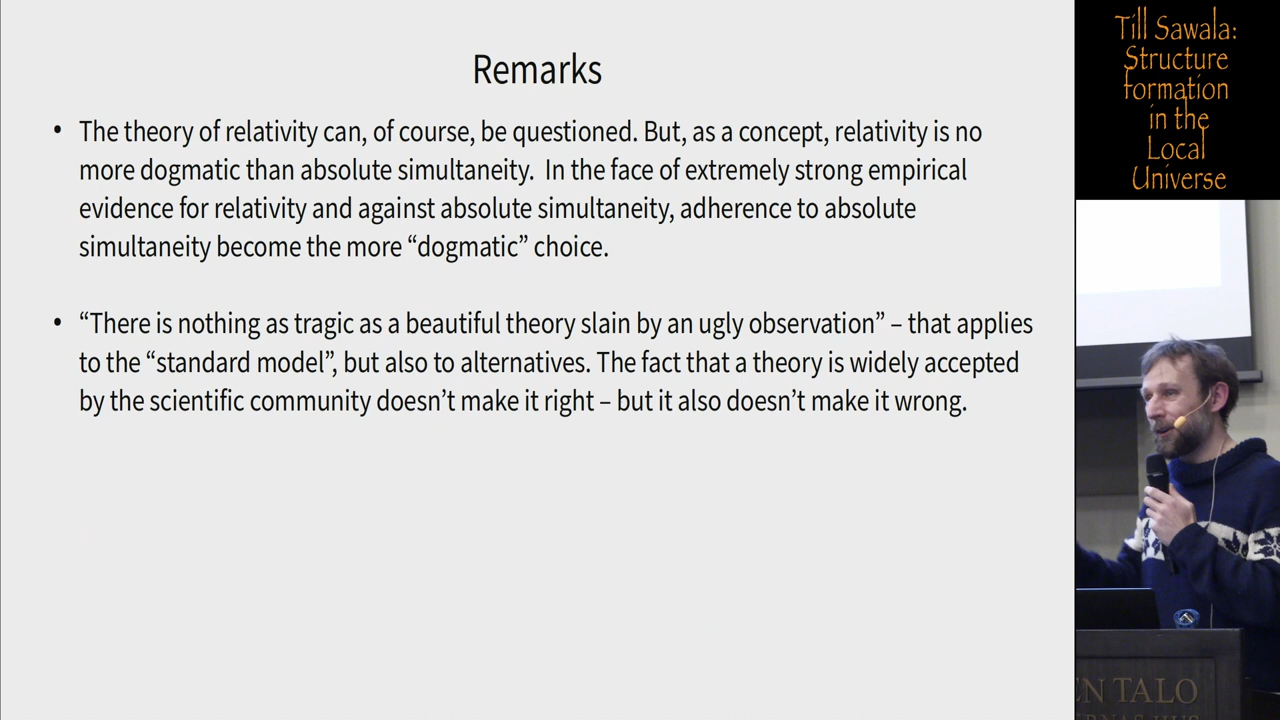 Remarks
• The theory of relativity can, of course, be questioned. But, as a concept, relativity is no
more dogmatic than absolute simultaneity.  In the face of extremely strong empirical
evidence for relativity and against absolute simultaneity, adherence to absolute
simultaneity become the more “dogmatic” choice.
• “There is nothing as tragic as a beautiful theory slain by an ugly observation” – that applies
to the “standard model”, but also to alternatives. The fact that a theory is widely accepted
by the scientific community doesn’t make it right – but it also doesn’t make it wrong.
Till Sawala:
Structure
formation
in the
Local
Universe
EN TALO